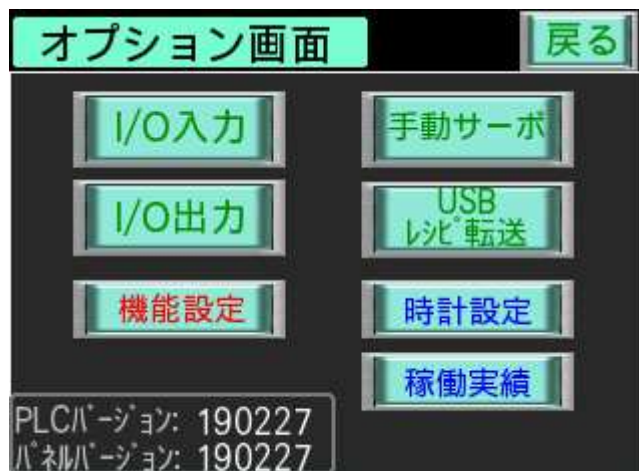 オプション画面
戻る
I/O入力
手動サーボ
I/O出力
USB
ﾚｼﾋﾟ転送
機能設定
時計設定
稼働実績
PLCﾊﾞｰｼﾞｮﾝ: 190227
ﾊﾟﾈﾙﾊﾞｰｼﾞｮﾝ: 190227